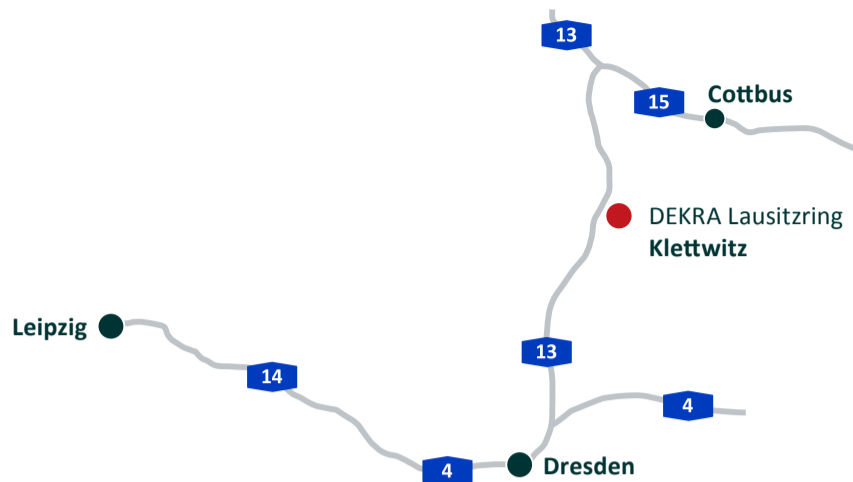 13
15
Cottbus
DEKRA Lausitzring
Klettwitz
Leipzig
13
14
4
4
Dresden